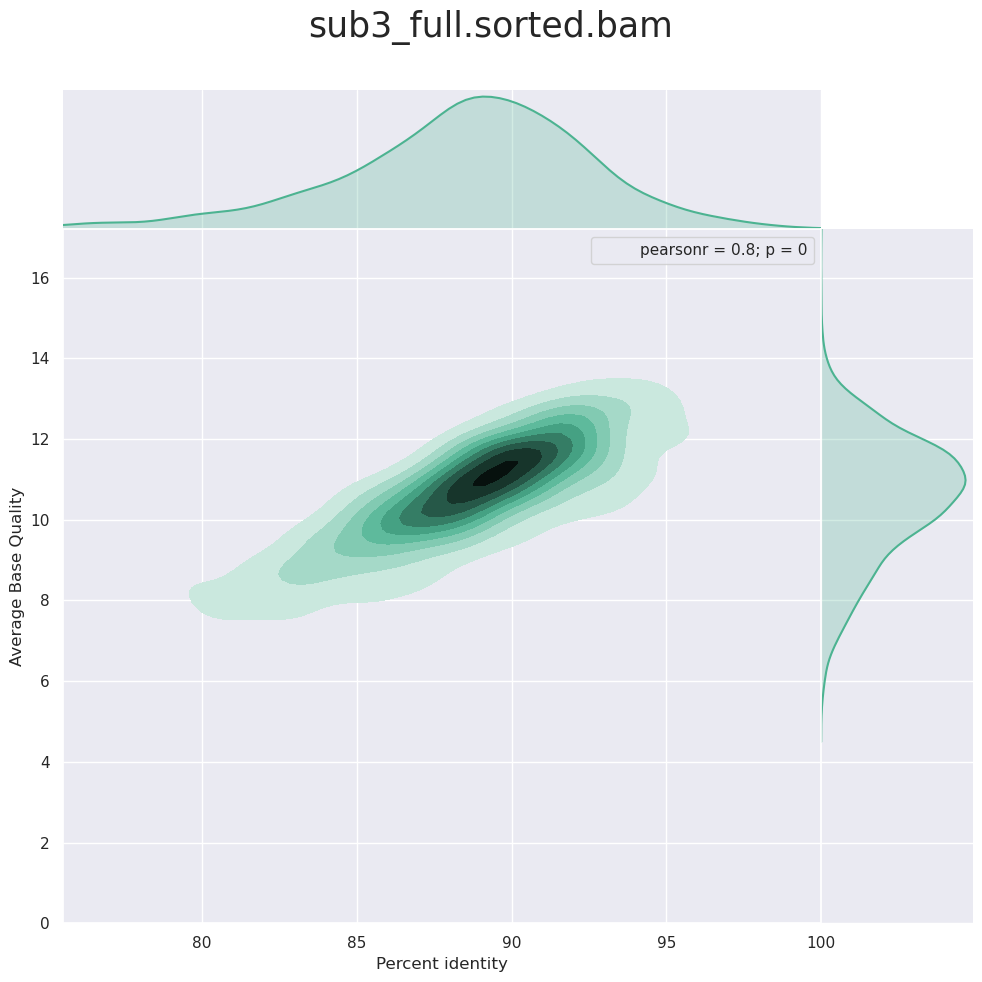 sub3_full.sorted.bam
pearsonr = 0.8; p = 0
16
14
12
10
8
6
4
2
0
Average Base Quality
80 85 90 95 100
Percent identity